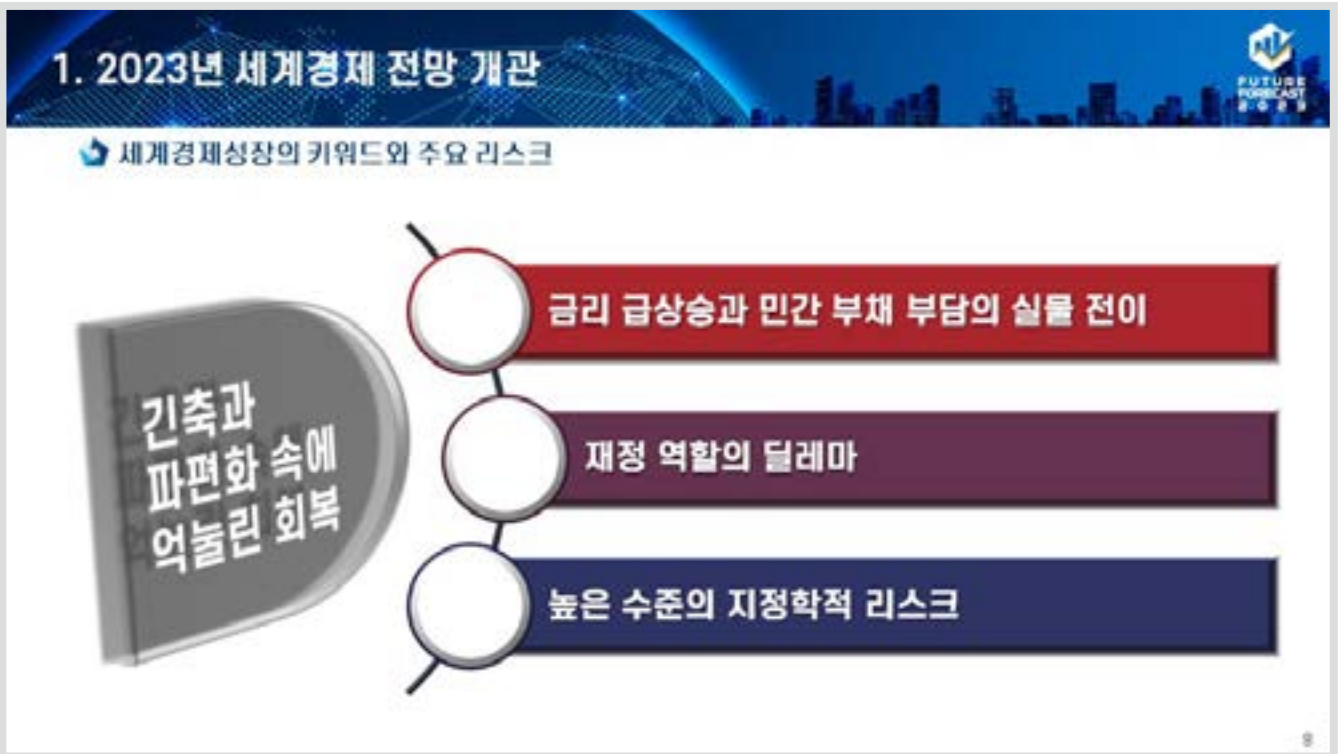 1. 2023년 세계경제 전망 개관
FUTURE
FORECAST
2023
세계경제성장의 키워드와 주요 리스크
긴축과
파편화 속에
억눌린 회복
금리 급상승과 민간 부채 부담의 실물 전이
재정 역할의 딜레마
높은 수준의 지정학적 리스크